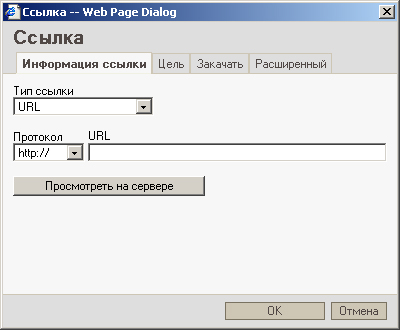 Ссылка -- Web Page Dialog
Ссылка
Информация ссылки Цель Закачать Расширенный
Тип ссылки
URL
Протокол URL
http://
Просмотреть на сервере
OK Отмена